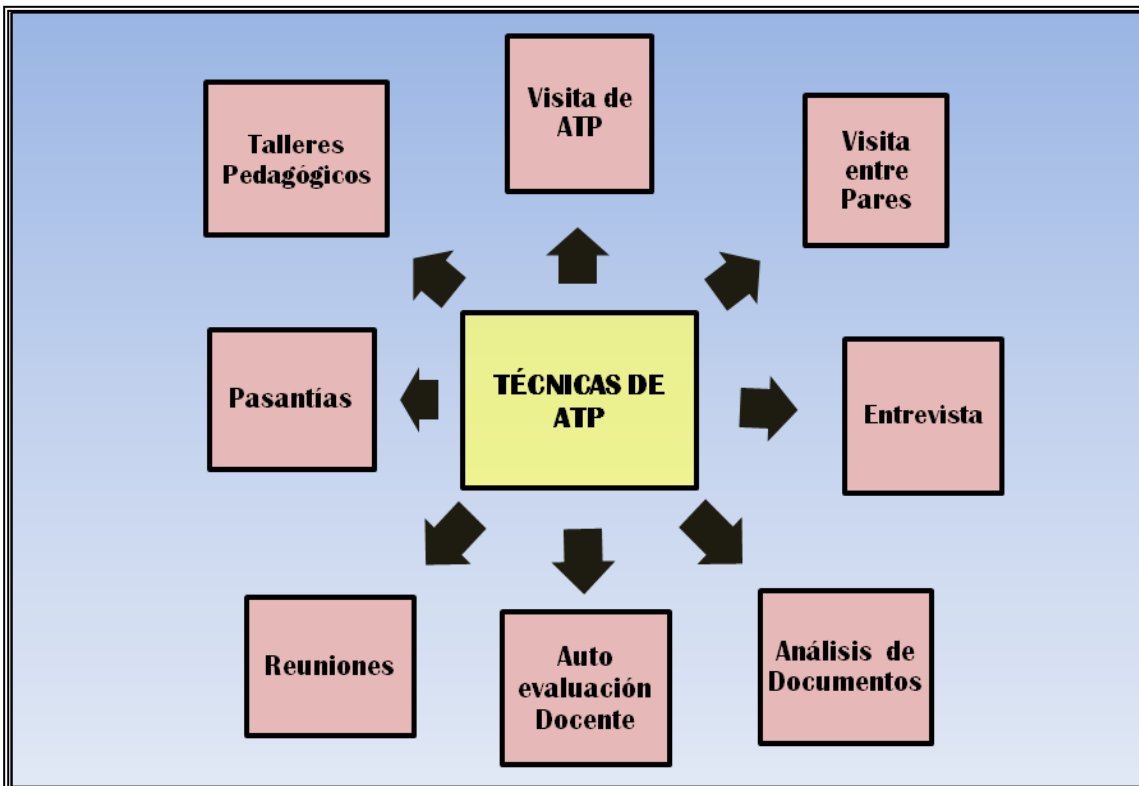 Visita de
ATP
Talleres
Pedagógicos
Visita
entre
Pares
Pasantías
TÉCNICAS DE
ATP
Entrevista
Reuniones
Auto
evaluación
Docente
Análisis de
Documentos